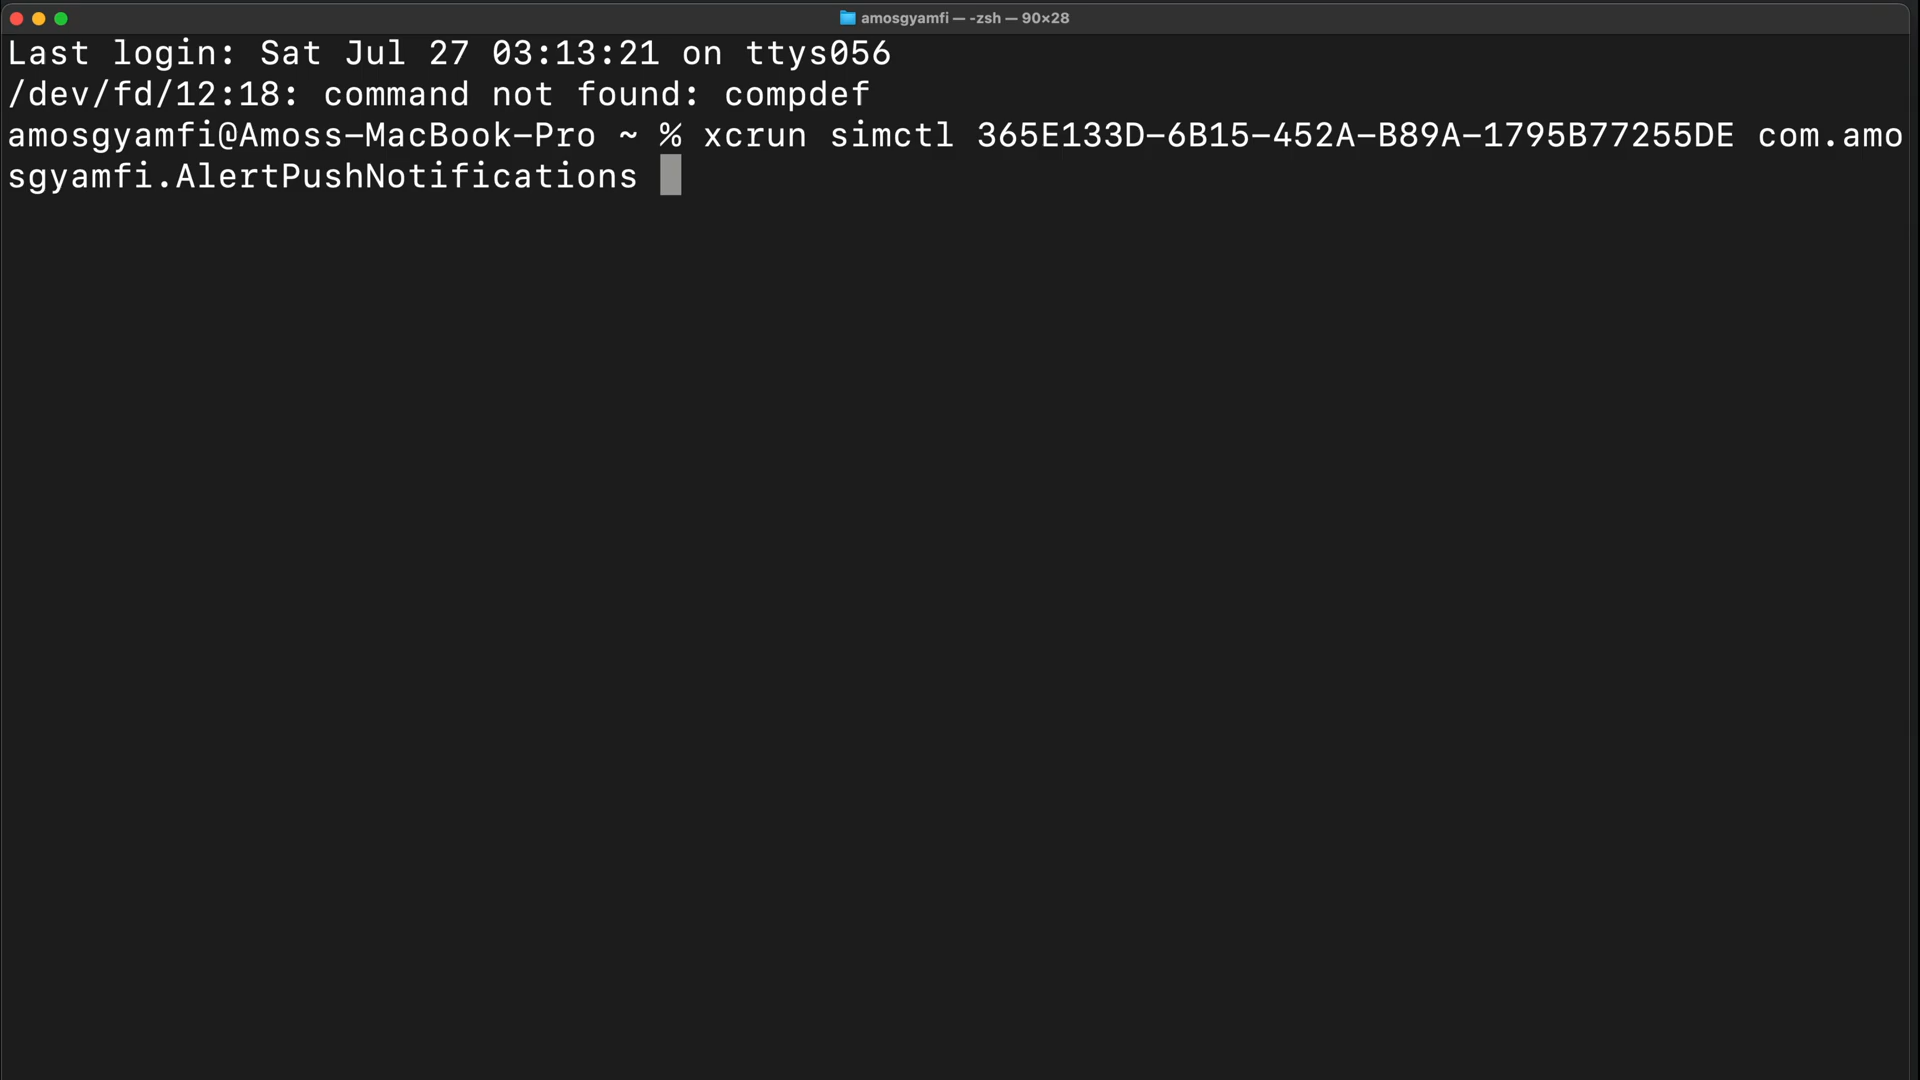 amosgyamfi — -zsh — 90×28
Last login: Sat Jul 27 03:13:21 on ttys056
/dev/fd/12:18: command not found: compdef
amosgyamfi@Amoss-MacBook-Pro ~ % xcrun simctl 365E133D-6B15-452A-B89A-1795B77255DE com.amo
sgyamfi.AlertPushNotifications